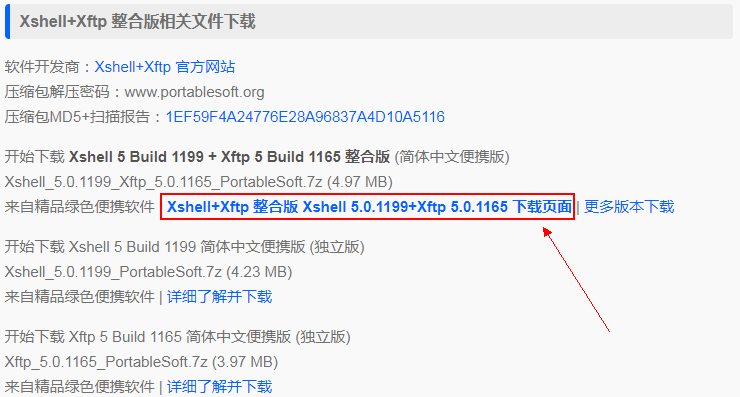 Xshell+Xftp 整合版相关文件下载
软件开发商：Xshell+Xftp 官方网站
压缩包解压密码：www.portablesoft.org
压缩包MD5+扫描报告：1EF59F4A24776E28A96837A4D10A5116
开始下载 Xshell 5 Build 1199 + Xftp 5 Build 1165 整合版 (简体中文便携版)
Xshell_5.0.1199_Xftp_5.0.1165_PortableSoft.7z (4.97 MB)
来自精品绿色便携软件 Xshell+Xftp 整合版 Xshell 5.0.1199+Xftp 5.0.1165 下载页面 | 更多版本下载
开始下载 Xshell 5 Build 1199 简体中文便携版 (独立版)
Xshell_5.0.1199_PortableSoft.7z (4.23 MB)
来自精品绿色便携软件 | 详细了解并下载
开始下载 Xftp 5 Build 1165 简体中文便携版 (独立版)
Xftp_5.0.1165_PortableSoft.7z (3.97 MB)
来自精品绿色便携软件 | 详细了解并下载